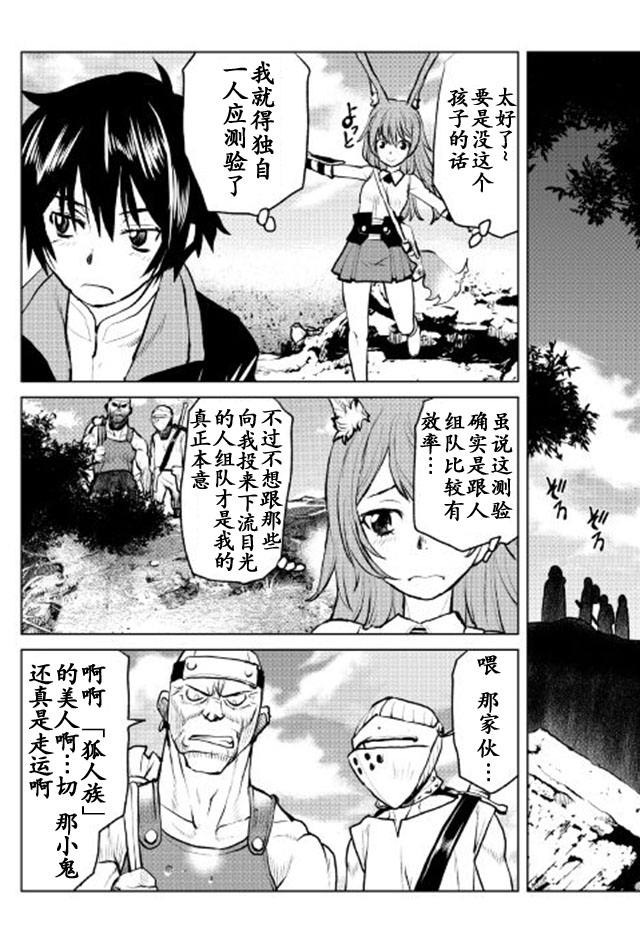 ぞろ
ぞろ
太好了~
要是没这个
孩子的话
よっと
我就得独自
一人应测验了
虽说这测验
确实是跟人
组队比较有
效率…
不过不想跟那些
向我投来下流目光
的人组队才是我的
真正本意
喂 那家伙…
啊啊 「狐人族」
的美人啊…切 那小鬼
还真是走运啊